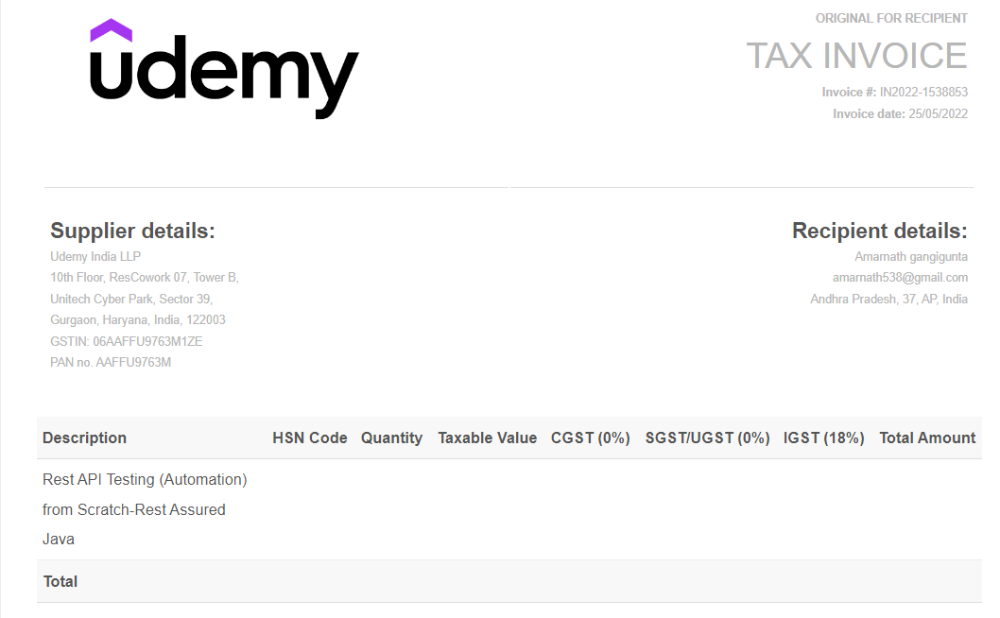 udemy
ORIGINAL FOR RECIPIENT
TAX INVOICE
Invoice #: IN2022-1538853
Invoice date: 25/05/2022
Supplier details:
Udemy India LLP
10th Floor, ResCowork 07, Tower B,
Unitech Cyber Park, Sector 39,
Gurgaon, Haryana, India, 122003
GSTIN: 06AAFFU9763M1ZE
PAN no. AAFFU9763M
Recipient details:
Amarnath gangigunta
amarnath538@gmail.com
Andhra Pradesh, 37, AP, India
Description HSN Code Quantity Taxable Value CGST (0%) SGST/UGST (0%) IGST (18%) Total Amount
Rest API Testing (Automation)
from Scratch-Rest Assured
Java
Total